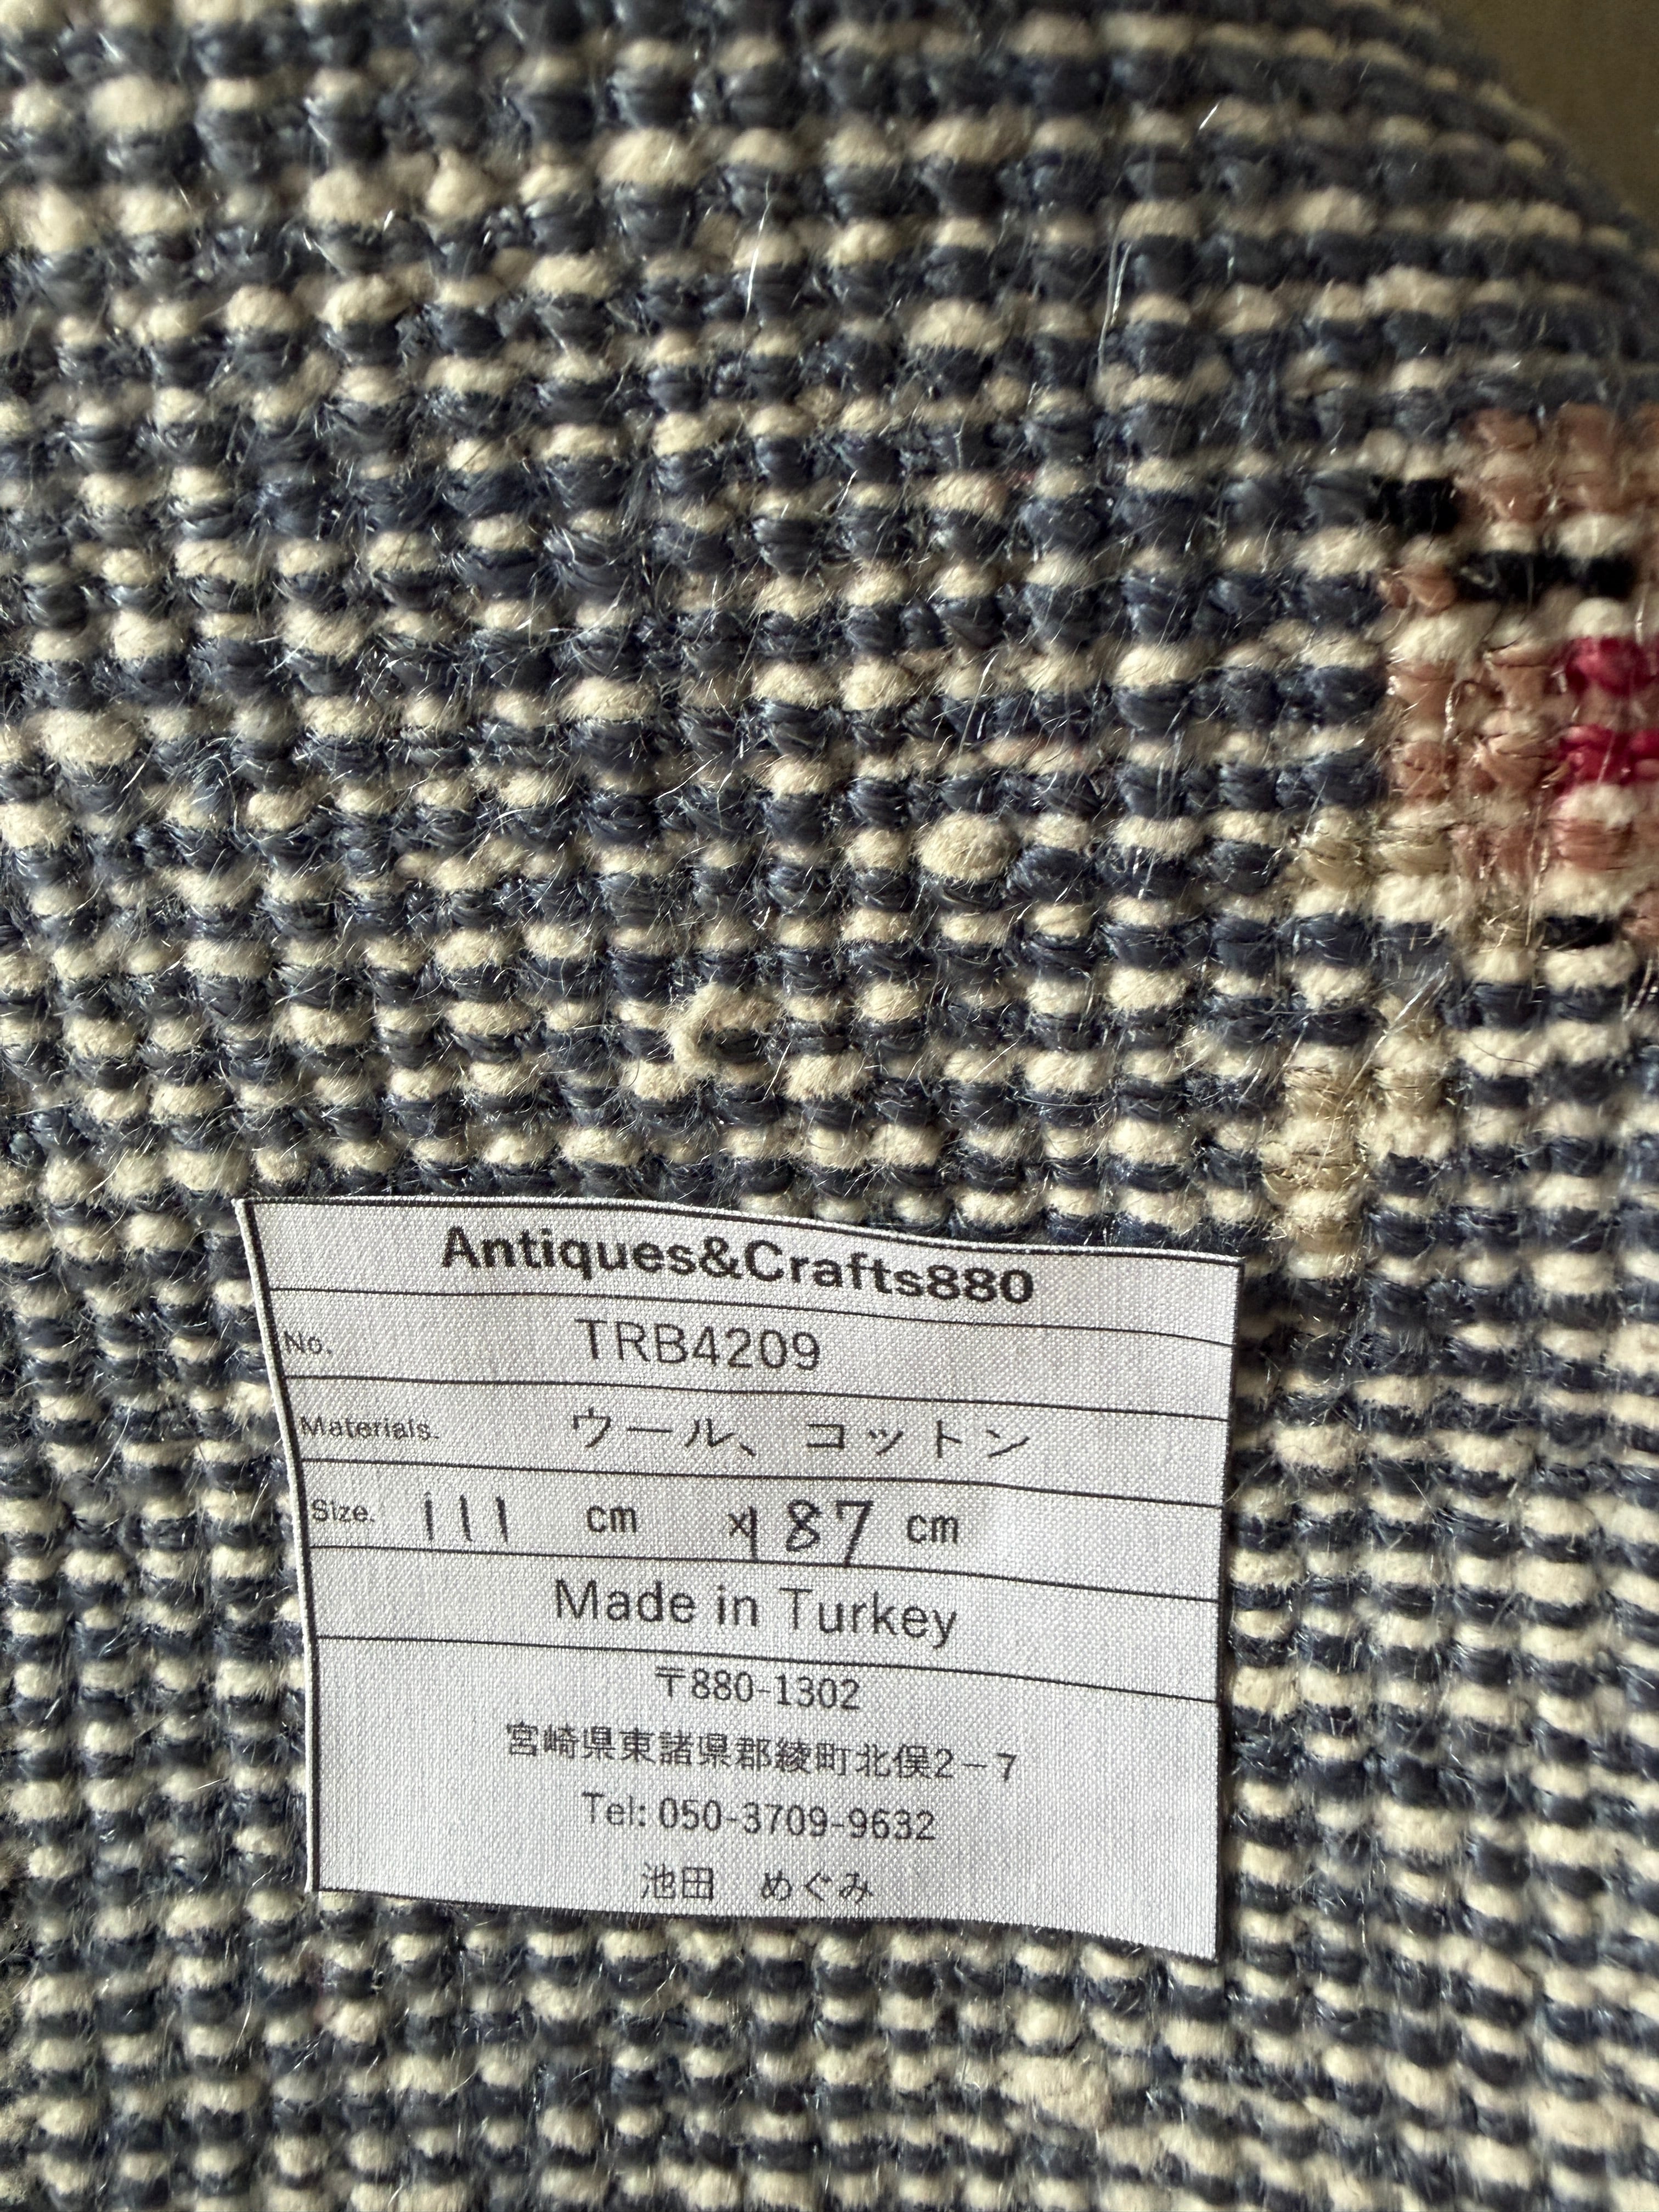 Antiques&Crafts880
No. TRB4209
Materials. ウール、コットン
Size. 111 cm x187 cm
Made in Turkey
〒880-1302
宮崎県東諸県郡綾町北俣2−7
Tel: 050-3709-9632
池田　めぐみ